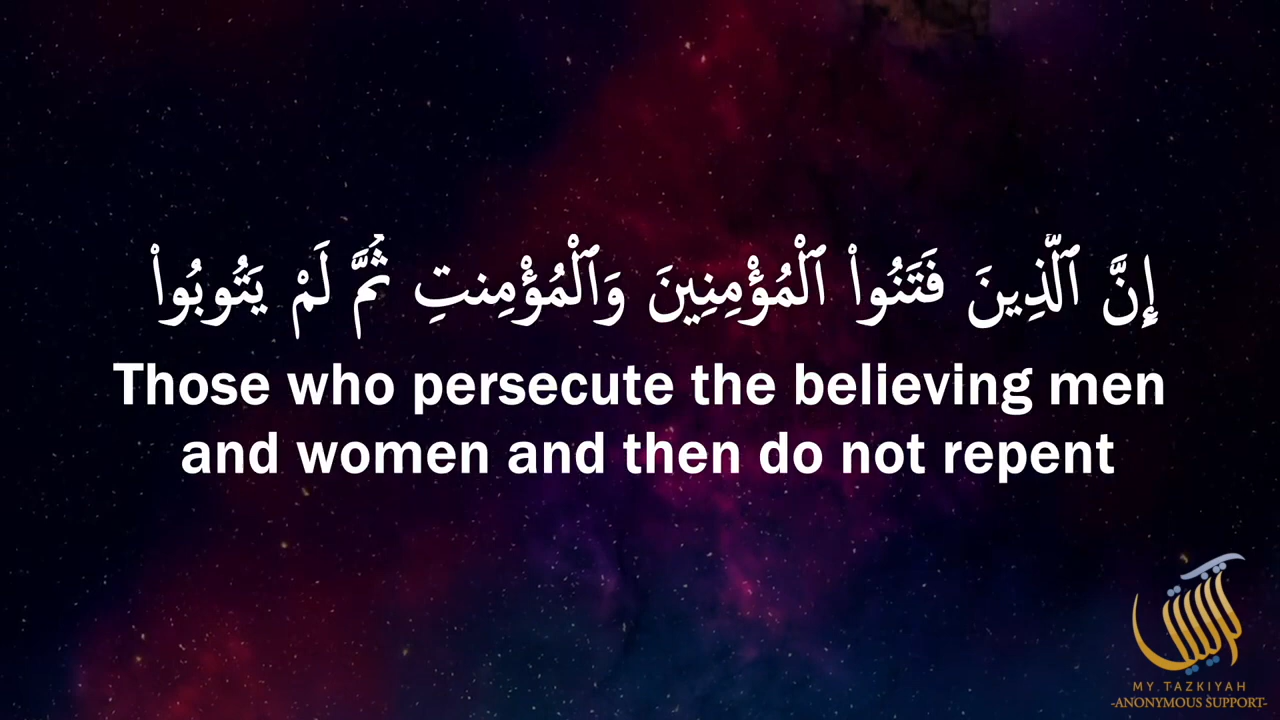 إِنَّ ٱلَّذِينَ فَتَنُوا۟ ٱلْمُؤْمِنِينَ وَٱلْمُؤْمِنتِ ثُمَّ لَمْ يَتُوبُوا۟
Those who persecute the believing men
and women and then do not repent
MY.TAZKIYAH
-ANONYMOUS SUPPORT-